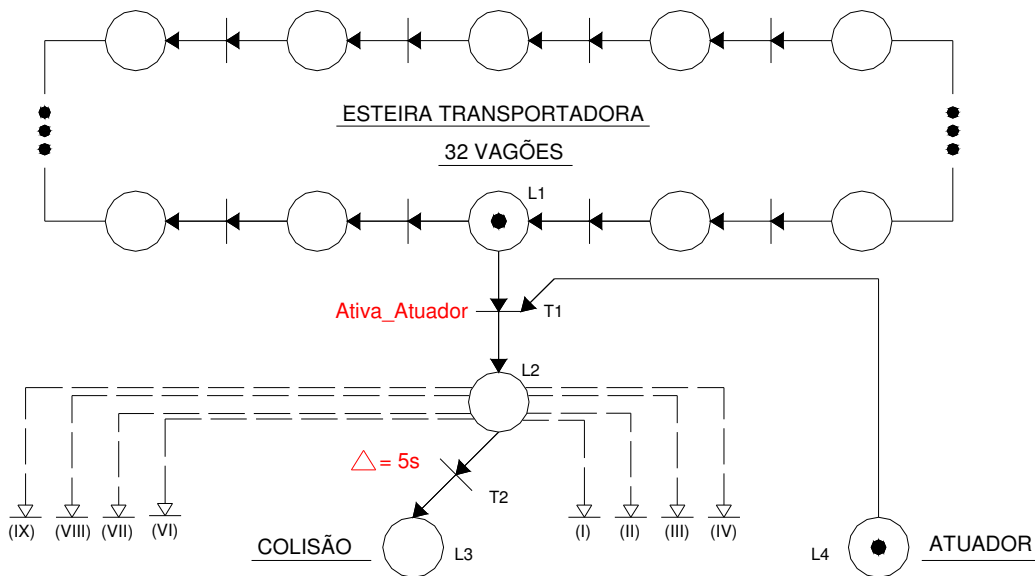 ESTEIRA TRANSPORTADORA
32 VAGÕES
L1
Ativa_Atuador
T1
L2
△ = 5s
T2
(IX) (VIII) (VII) (VI) (I) (II) (III) (IV)
COLISÃO L3 L4 ATUADOR